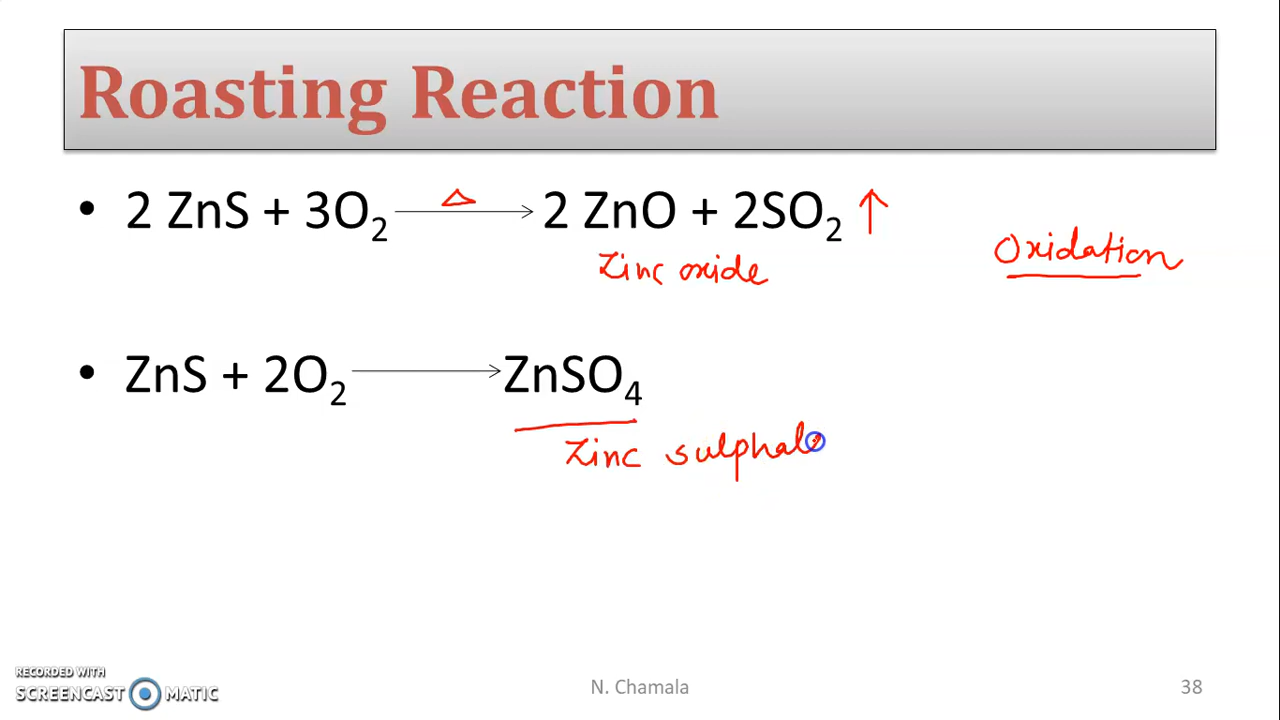 Roasting Reaction
• 2 ZnS + 3O₂ ⟶ 2 ZnO + 2SO₂ ↑
Δ
Zinc oxide
Oxidation
• ZnS + 2O₂ ⟶ ZnSO₄
Zinc
RECORDED WITH
SCREENCAST MATIC
N. Chamala
38